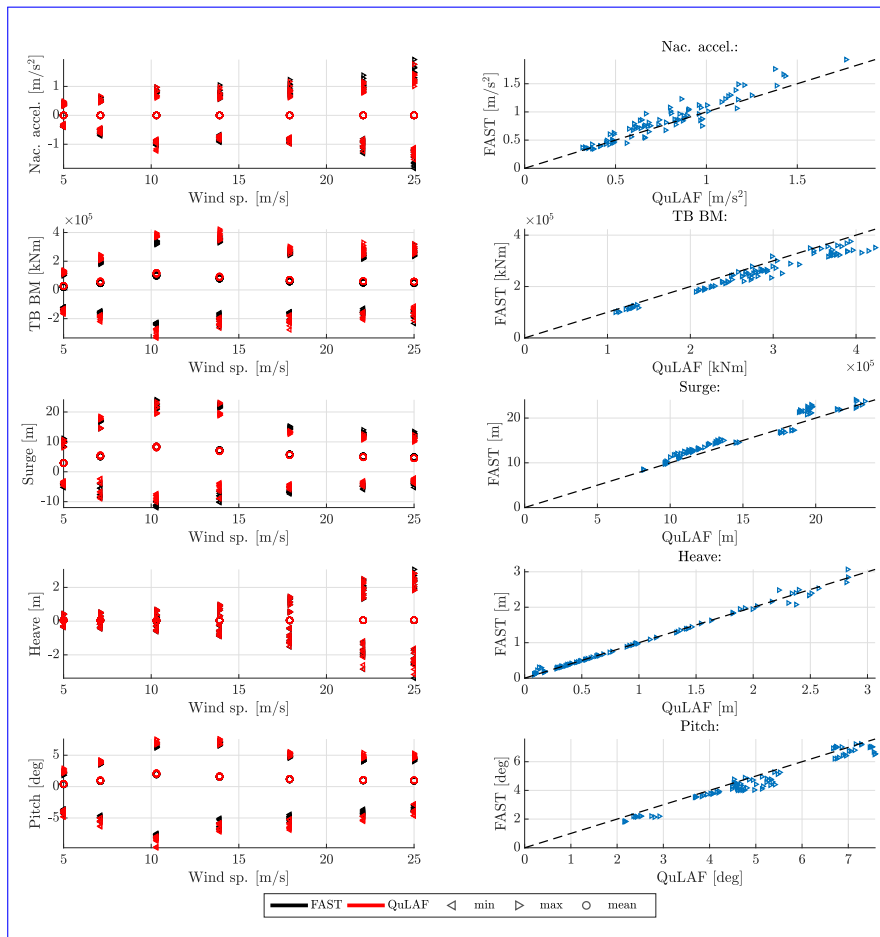 Nac. accel.:
Nac. accel. [m/s²]
1
0
-1
5 10 15 20 25
Wind sp. [m/s]
FAST [m/s²]
1.5
1
0.5
0
0 0.5 1 1.5
QuLAF [m/s²]
TB BM:
×10⁵
TB BM [kNm]
4
2
0
-2
5 10 15 20 25
Wind sp. [m/s]
×10⁵
FAST [kNm]
4
2
0
0 1 2 3 4
QuLAF [kNm]
×10⁵
Surge:
Surge [m]
20
10
0
-10
5 10 15 20 25
Wind sp. [m/s]
FAST [m]
20
10
0
0 5 10 15 20
QuLAF [m]
Heave:
Heave [m]
2
0
-2
5 10 15 20 25
Wind sp. [m/s]
FAST [m]
3
2
1
0
0 0.5 1 1.5 2 2.5 3
QuLAF [m]
Pitch:
Pitch [deg]
5
0
-5
5 10 15 20 25
Wind sp. [m/s]
FAST [deg]
6
4
2
0
0 1 2 3 4 5 6 7
QuLAF [deg]
FAST QuLAF min max mean